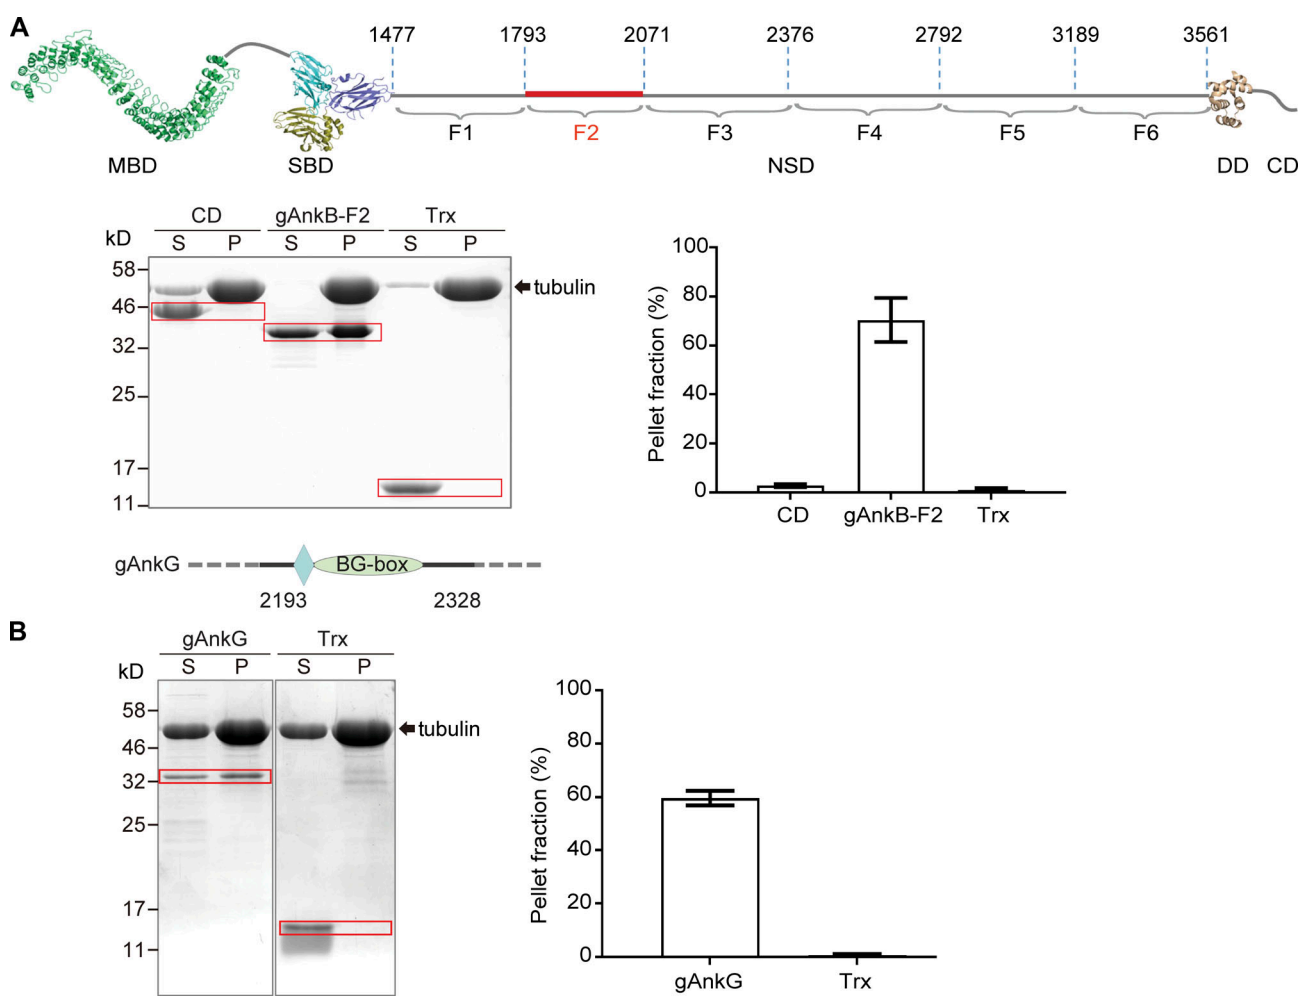 A
1477 1793 2071 2376 2792 3189 3561
F1 F2 F3 F4 F5 F6
MBD SBD NSD DD CD
CD gAnkB-F2 Trx
kD S P S P S P
58
46
32
25
17
11
tubulin
Pellet fraction (%)
100
80
60
40
20
0
CD gAnkB-F2 Trx
gAnkG BG-box
2193 2328
B
gAnkG Trx
kD S P S P
58
46
32
25
17
11
tubulin
Pellet fraction (%)
100
80
60
40
20
0
gAnkG Trx